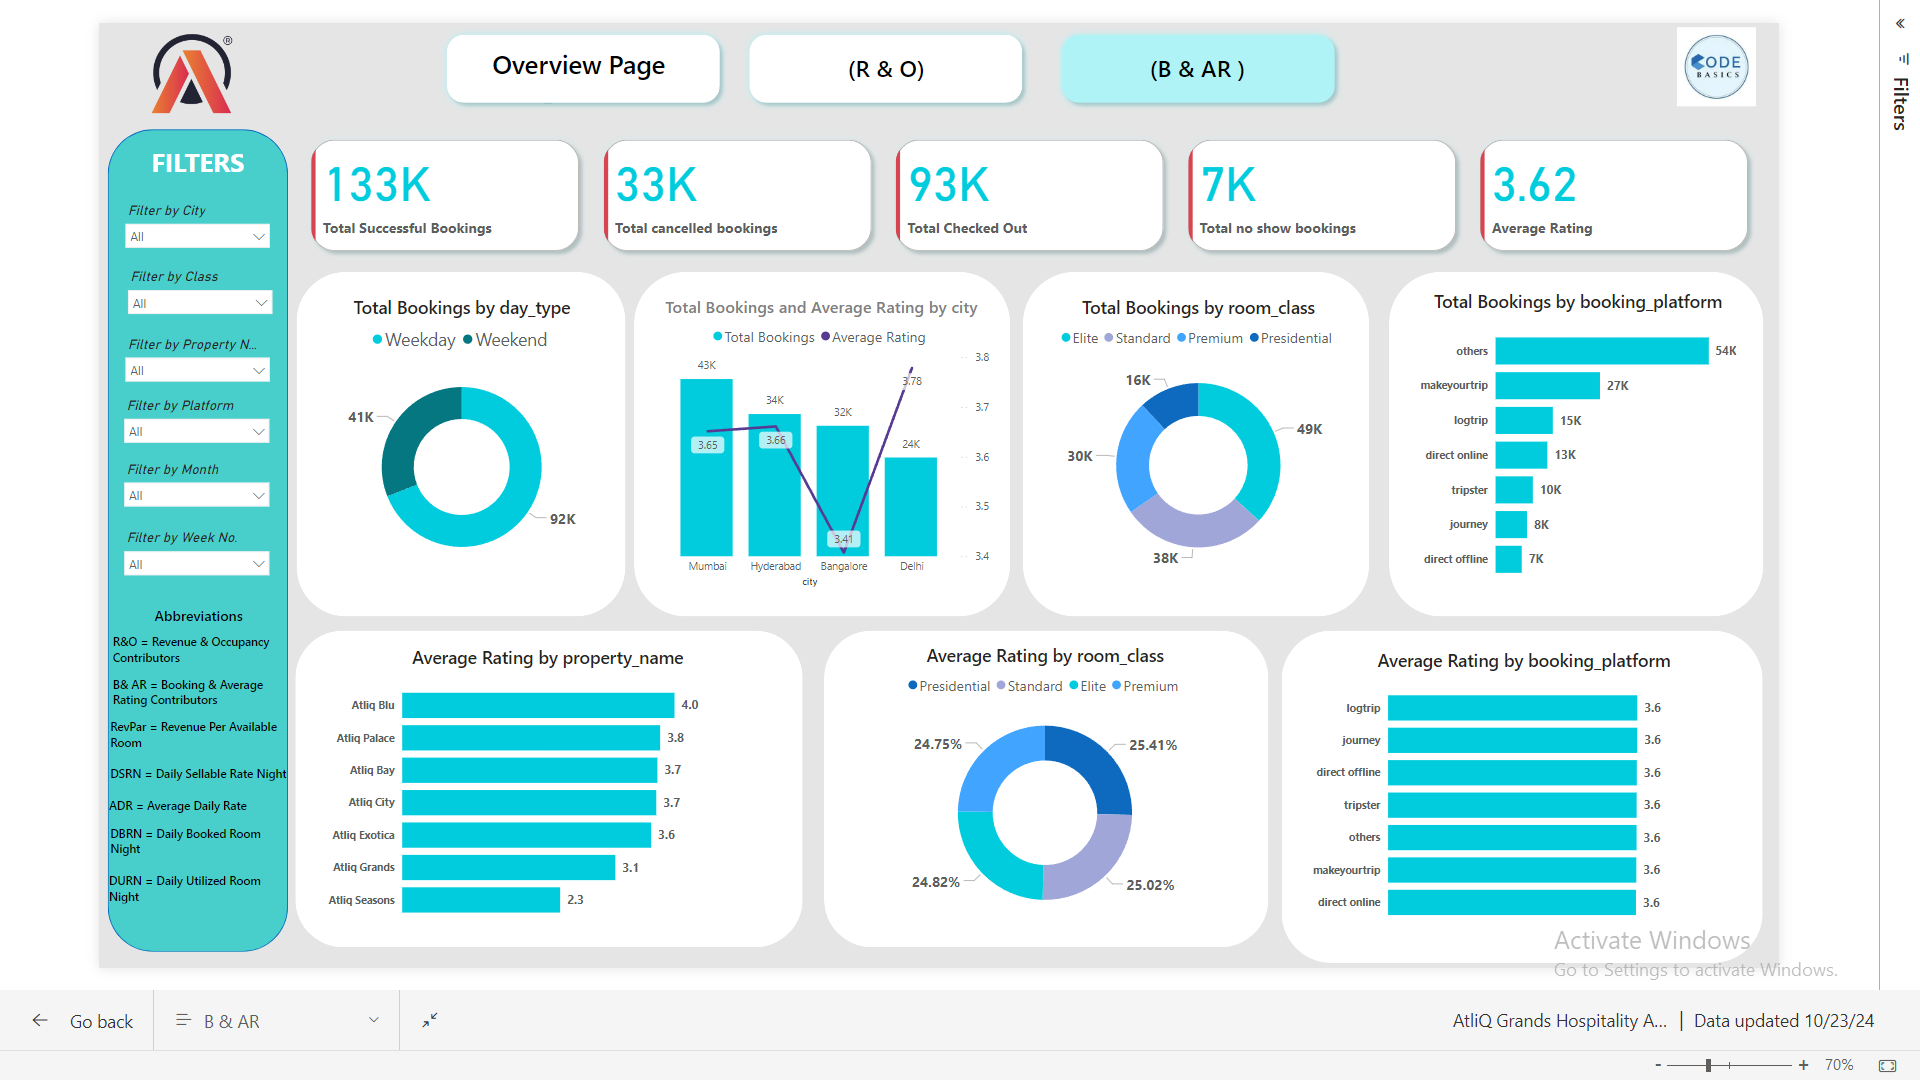 ®
Overview Page
(R & O)
(B & AR )
CODE
BASICS
«
Filters
FILTERS
Filter by City
All
Filter by Class
All
Filter by Property N...
All
Filter by Platform
All
Filter by Month
All
Filter by Week No.
All
Abbreviations
R&O = Revenue & Occupancy
Contributors
B& AR = Booking & Average
Rating Contributors
RevPar = Revenue Per Available
Room
DSRN = Daily Sellable Rate Night
ADR = Average Daily Rate
DBRN = Daily Booked Room
Night
DURN = Daily Utilized Room
Night
133K
Total Successful Bookings
33K
Total cancelled bookings
93K
Total Checked Out
7K
Total no show bookings
3.62
Average Rating
Total Bookings by day_type
Weekday Weekend
41K
92K
Total Bookings and Average Rating by city
Total Bookings Average Rating
43K
34K
32K
24K
3.65
3.66
3.41
3.78
3.8
3.7
3.6
3.5
3.4
Mumbai Hyderabad Bangalore Delhi
city
Total Bookings by room_class
Elite Standard Premium Presidential
16K
49K
30K
38K
Total Bookings by booking_platform
others 54K
makeyourtrip 27K
logtrip 15K
direct online 13K
tripster 10K
journey 8K
direct offline 7K
Average Rating by property_name
Atliq Blu 4.0
Atliq Palace 3.8
Atliq Bay 3.7
Atliq City 3.7
Atliq Exotica 3.6
Atliq Grands 3.1
Atliq Seasons 2.3
Average Rating by room_class
Presidential Standard Elite Premium
24.75%
25.41%
24.82%
25.02%
Average Rating by booking_platform
logtrip 3.6
journey 3.6
direct offline 3.6
tripster 3.6
others 3.6
makeyourtrip 3.6
direct online 3.6
Activate Windows
Go to Settings to activate Windows.
Go back
B & AR
AtliQ Grands Hospitality A... | Data updated 10/23/24
- + 70%